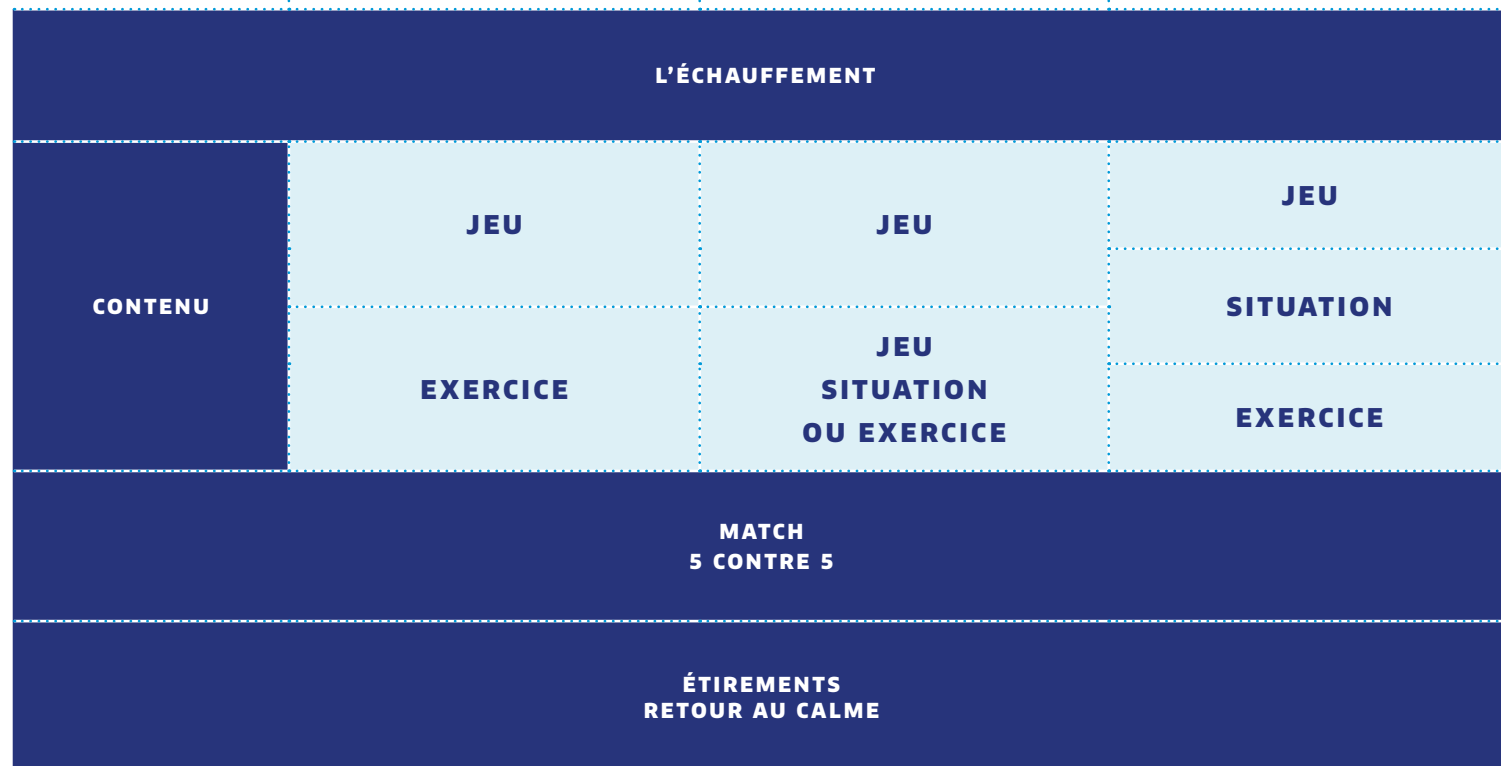 L'ÉCHAUFFEMENT
CONTENU
JEU
EXERCICE
JEU
JEU
SITUATION
OU EXERCICE
JEU
SITUATION
EXERCICE
MATCH
5 CONTRE 5
ÉTIREMENTS
RETOUR AU CALME